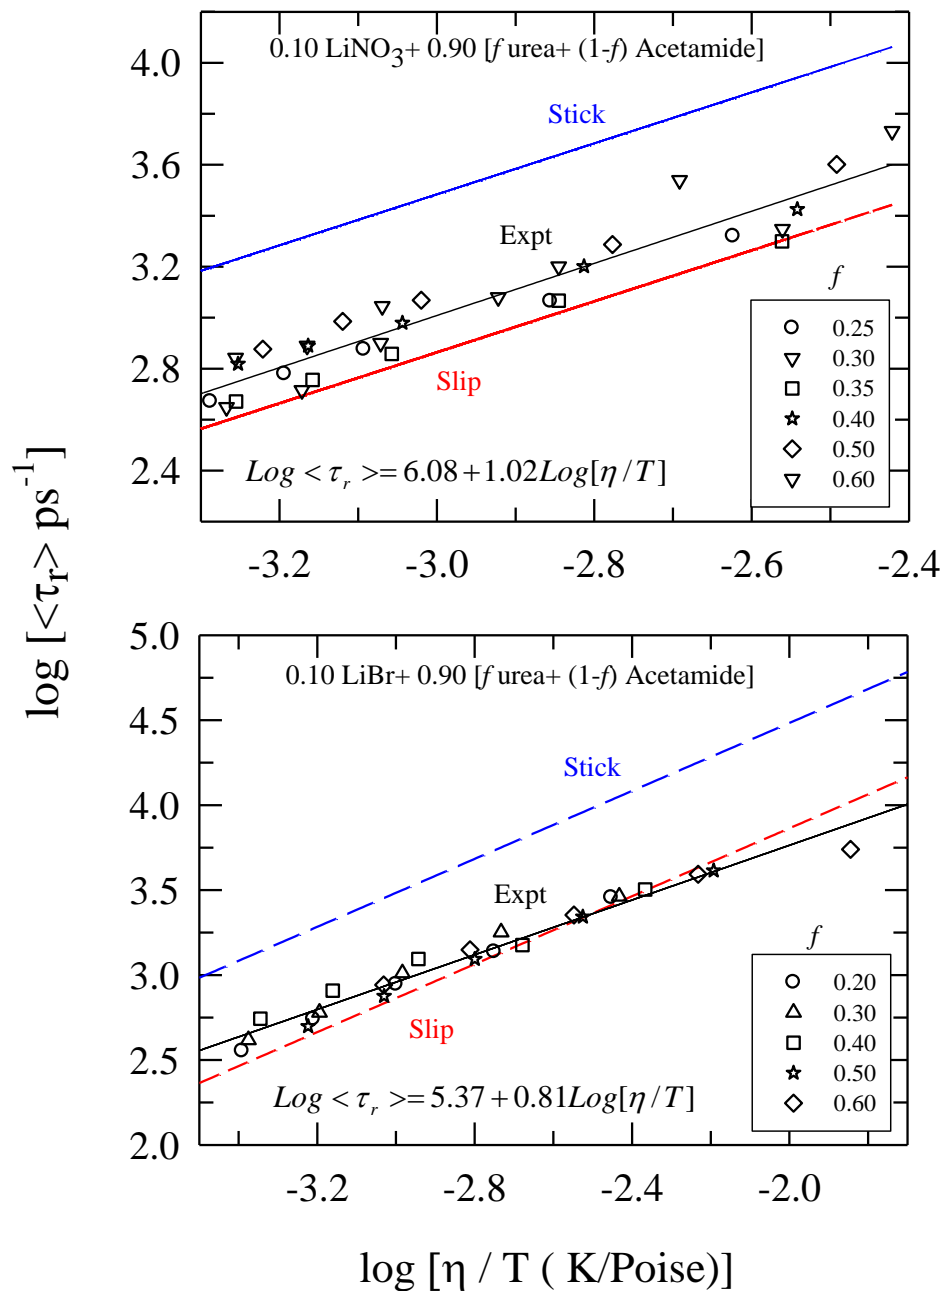 0.10 LiNO3+ 0.90 [f urea+ (1-f) Acetamide]
4.0
3.6
3.2
2.8
2.4
Stick
Expt
Slip
f
0.25
0.30
0.35
0.40
0.50
0.60
Log < τr >= 6.08 + 1.02Log[η / T]
-3.2 -3.0 -2.8 -2.6 -2.4
log [<τr> ps-1]
0.10 LiBr+ 0.90 [f urea+ (1-f) Acetamide]
5.0
4.5
4.0
3.5
3.0
2.5
2.0
Stick
Expt
Slip
f
0.20
0.30
0.40
0.50
0.60
Log < τr >= 5.37 + 0.81Log[η / T]
-3.2 -2.8 -2.4 -2.0
log [η / T ( K/Poise)]